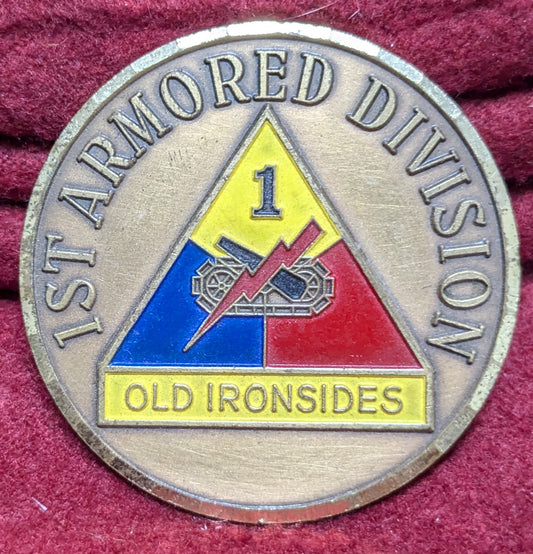 1ST ARMORED DIVISION
1
OLD IRONSIDES